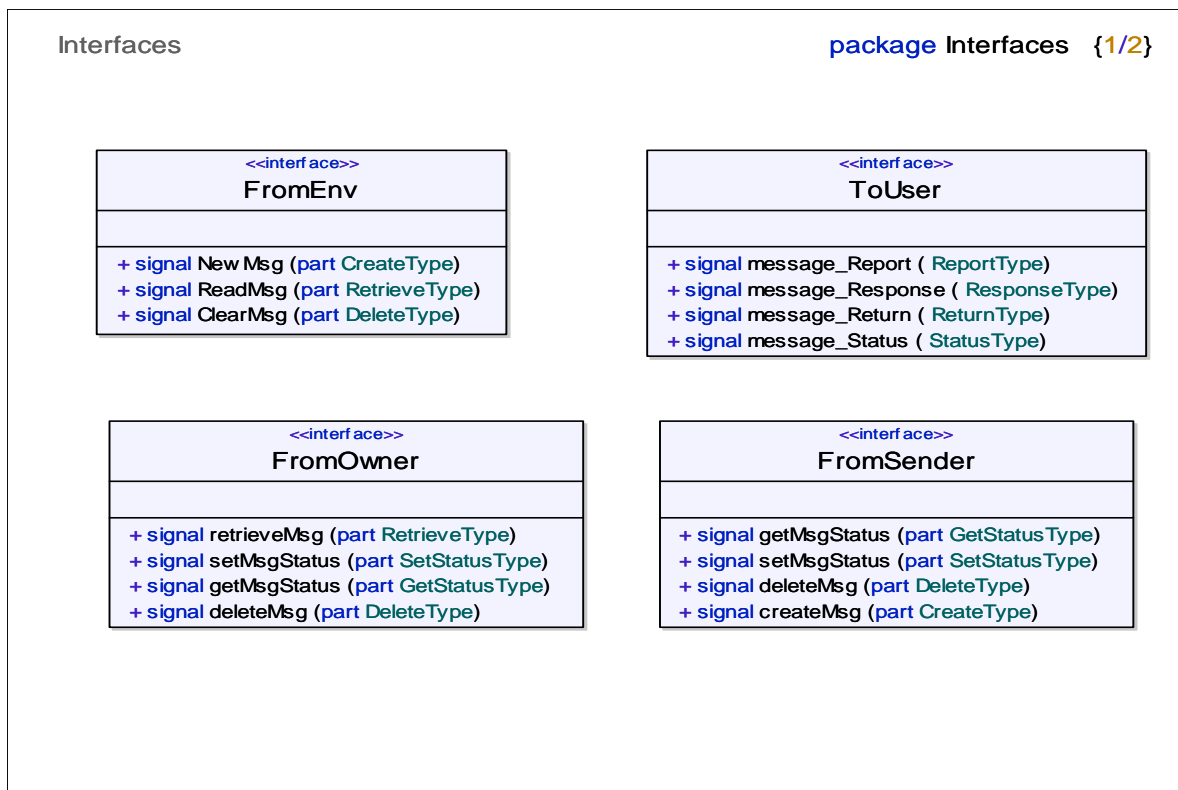 Interfaces
package Interfaces {1/2}
<<interface>>
FromEnv
+ signal NewMsg (part CreateType)
+ signal ReadMsg (part RetrieveType)
+ signal ClearMsg (part DeleteType)
<<interface>>
ToUser
+ signal message_Report ( ReportType)
+ signal message_Response ( ResponseType)
+ signal message_Return ( ReturnType)
+ signal message_Status ( StatusType)
<<interface>>
FromOwner
+ signal retrieveMsg (part RetrieveType)
+ signal setMsgStatus (part SetStatusType)
+ signal getMsgStatus (part GetStatusType)
+ signal deleteMsg (part DeleteType)
<<interface>>
FromSender
+ signal getMsgStatus (part GetStatusType)
+ signal setMsgStatus (part SetStatusType)
+ signal deleteMsg (part DeleteType)
+ signal createMsg (part CreateType)